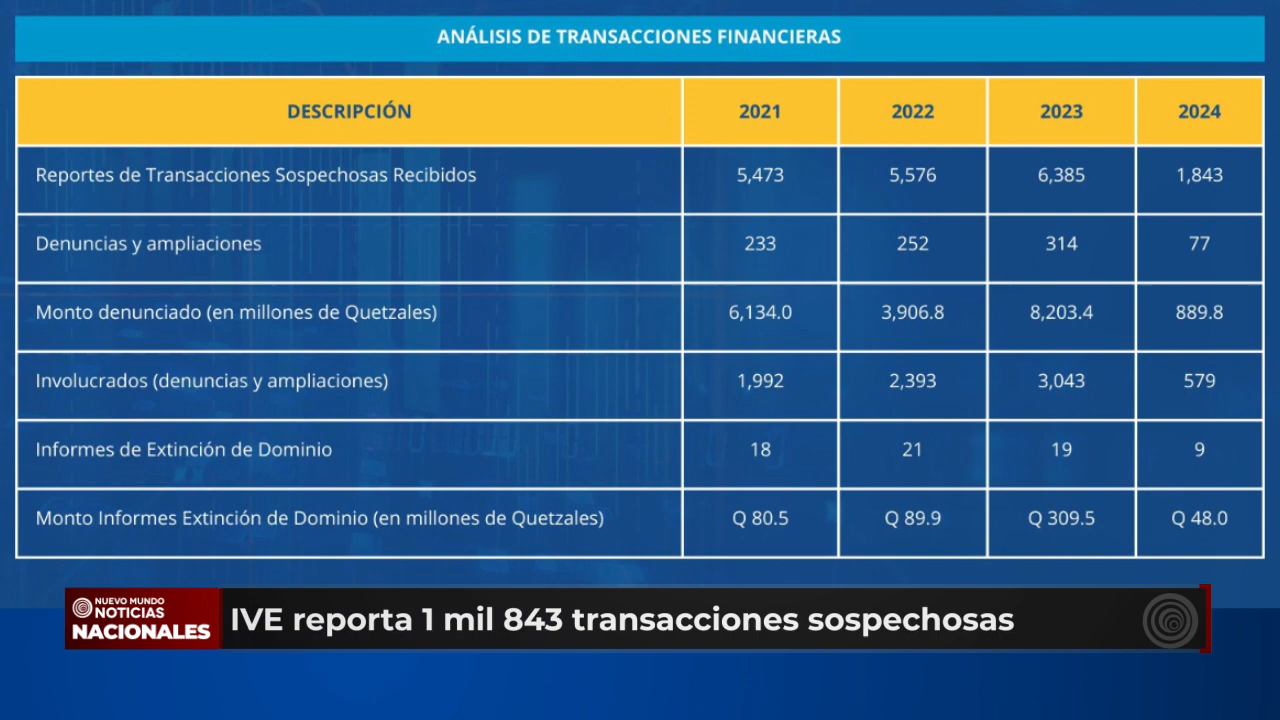 ANÁLISIS DE TRANSACCIONES FINANCIERAS
DESCRIPCIÓN 2021 2022 2023 2024
Reportes de Transacciones Sospechosas Recibidos 5,473 5,576 6,385 1,843
Denuncias y ampliaciones 233 252 314 77
Monto denunciado (en millones de Quetzales) 6,134.0 3,906.8 8,203.4 889.8
Involucrados (denuncias y ampliaciones) 1,992 2,393 3,043 579
Informes de Extinción de Dominio 18 21 19 9
Monto Informes Extinción de Dominio (en millones de Quetzales) Q 80.5 Q 89.9 Q 309.5 Q 48.0
NUEVO MUNDO
NOTICIAS
NACIONALES
IVE reporta 1 mil 843 transacciones sospechosas